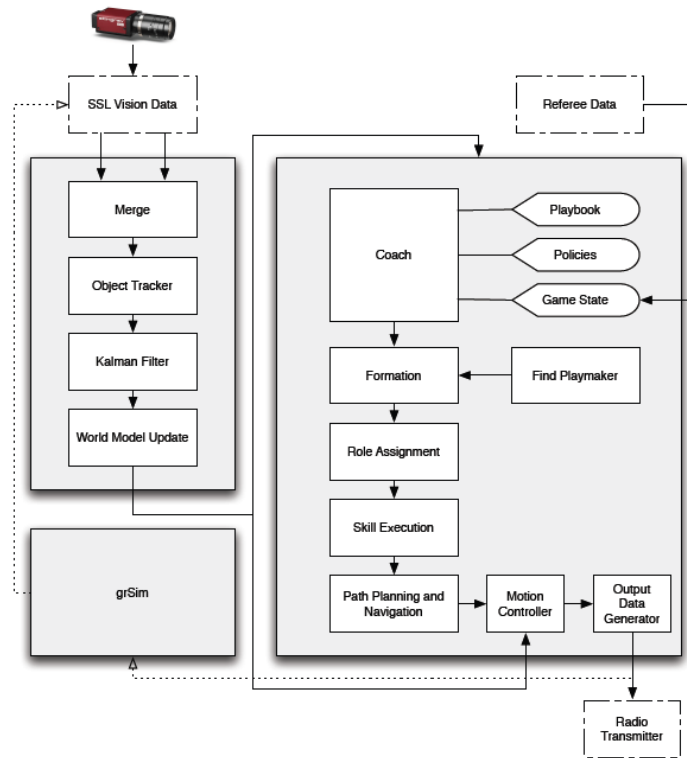 SSL Vision Data
Referee Data
Merge
Object Tracker
Kalman Filter
World Model Update
grSim
Coach
Playbook
Policies
Game State
Formation
Find Playmaker
Role Assignment
Skill Execution
Path Planning and
Navigation
Motion
Controller
Output
Data
Generator
Radio
Transmitter